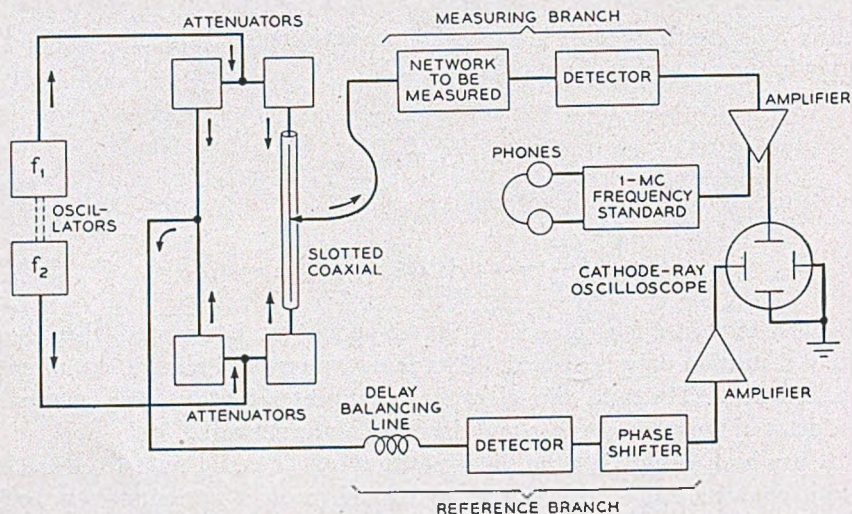 ATTENUATORS
MEASURING BRANCH
NETWORK
TO BE
MEASURED
DETECTOR
AMPLIFIER
f1
OSCIL-
LATORS
f2
PHONES
1-MC
FREQUENCY
STANDARD
SLOTTED
COAXIAL
CATHODE-RAY
OSCILLOSCOPE
ATTENUATORS
DELAY
BALANCING
LINE
DETECTOR
PHASE
SHIFTER
AMPLIFIER
REFERENCE BRANCH